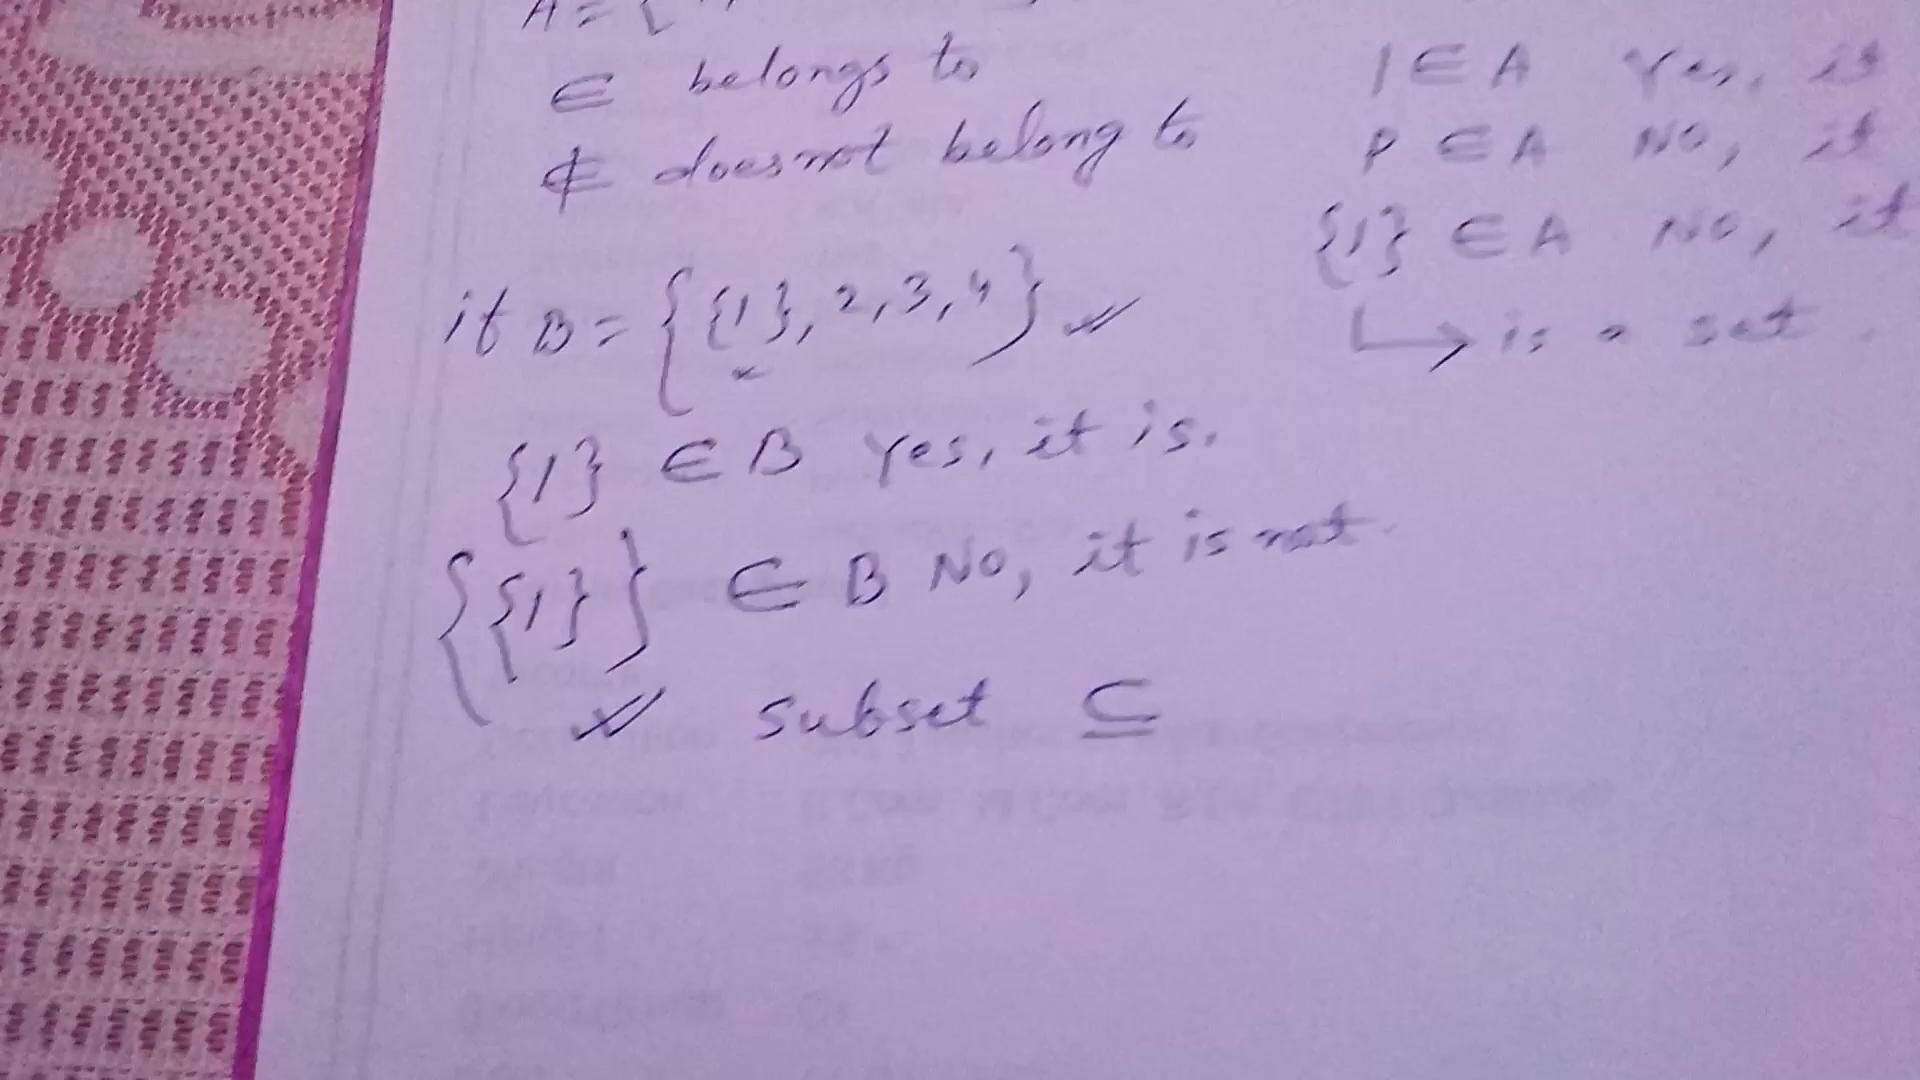 A = {
∈ belongs to
∉ does not belong to
if B = { {1}, 2, 3, 4 }
{1} ∈ B Yes, it is.
{{1}} ∈ B No, it is not.
subset ⊆
1 ∈ A Yes, it
P ∈ A No, it
{1} ∈ A No, it
↳ is a set.